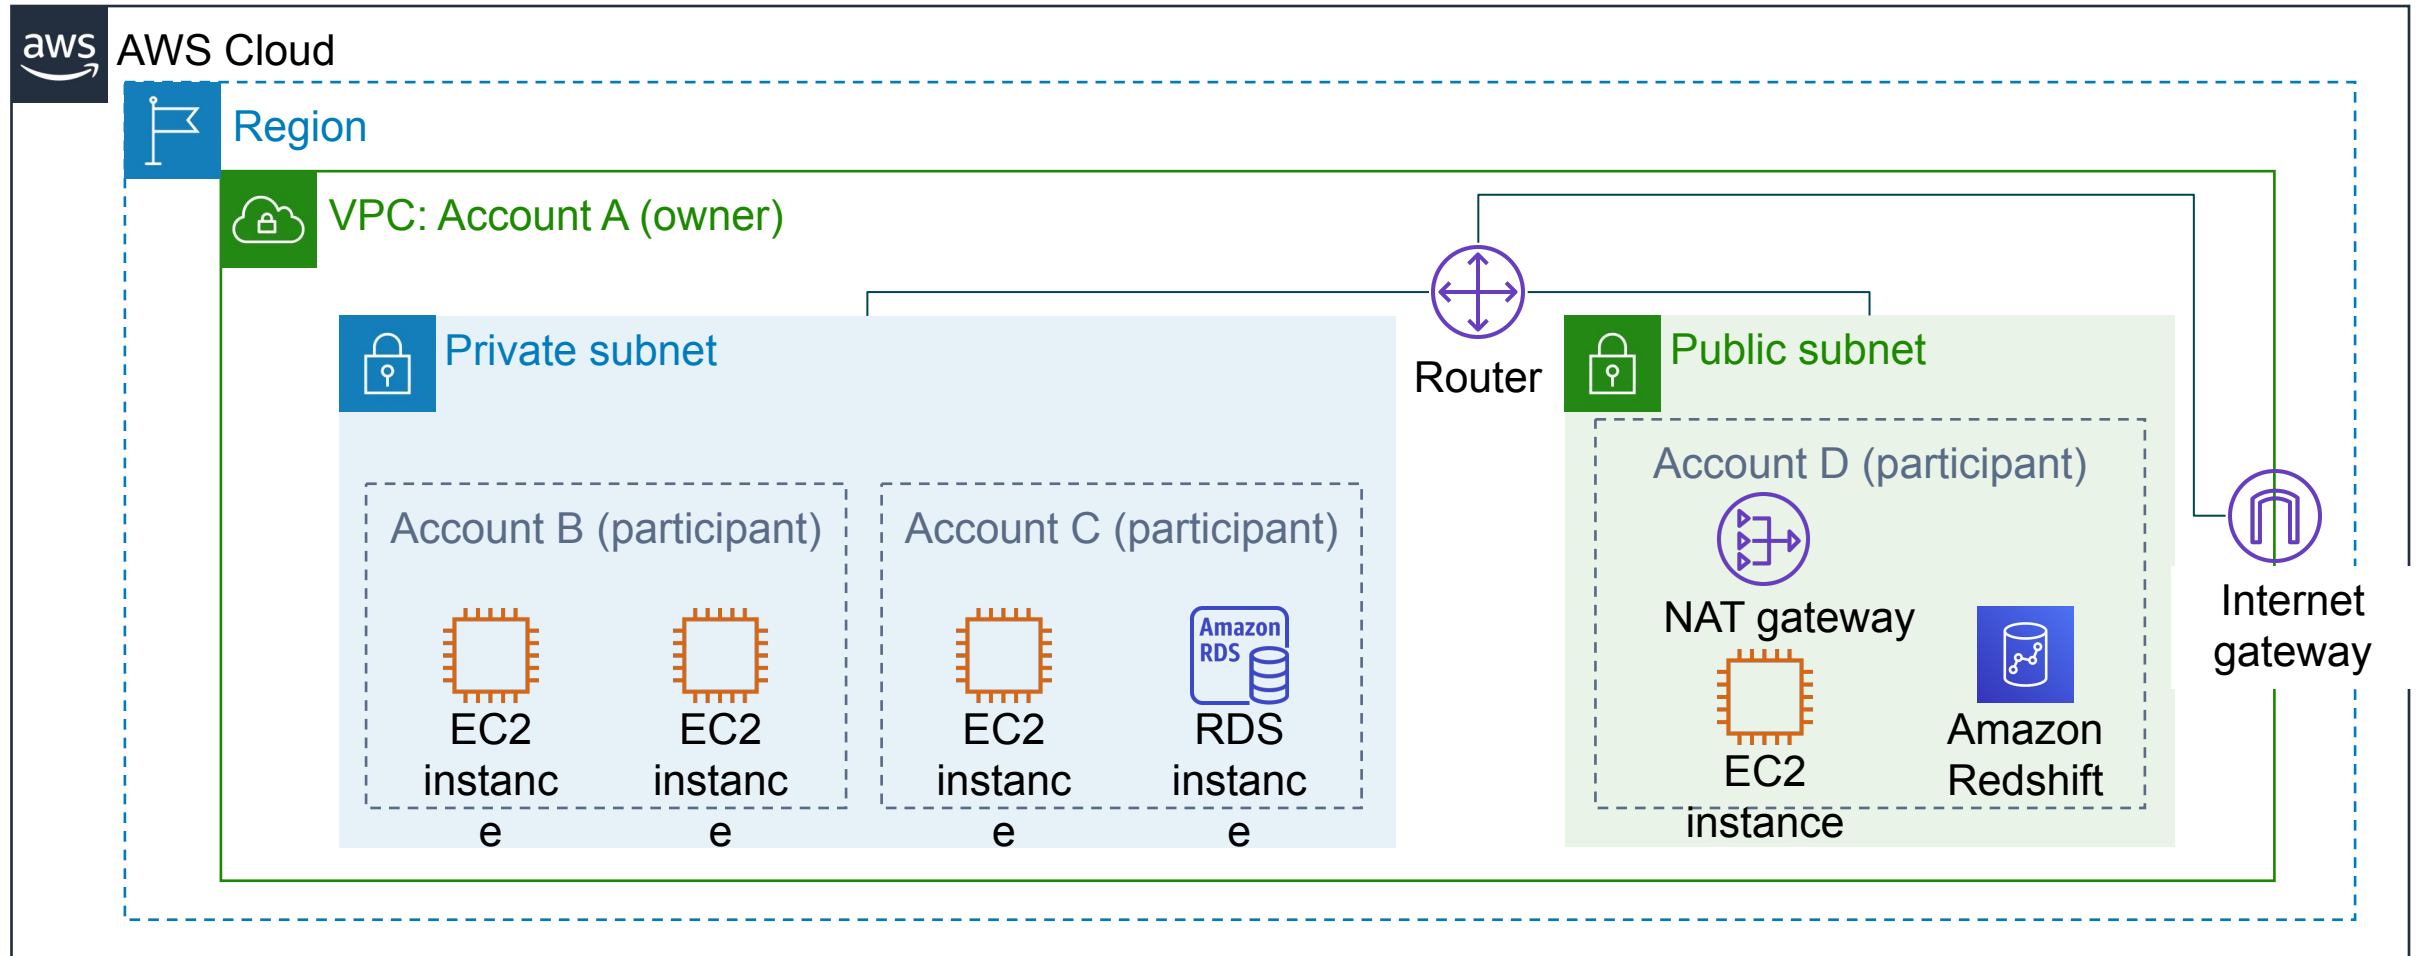 aws
AWS Cloud
Region
VPC: Account A (owner)
Router
Private subnet
Account B (participant)
EC2
instanc
e
EC2
instanc
e
Account C (participant)
EC2
instanc
e
Amazon
RDS
RDS
instanc
e
Public subnet
Account D (participant)
NAT gateway
EC2
instance
Amazon
Redshift
Internet
gateway